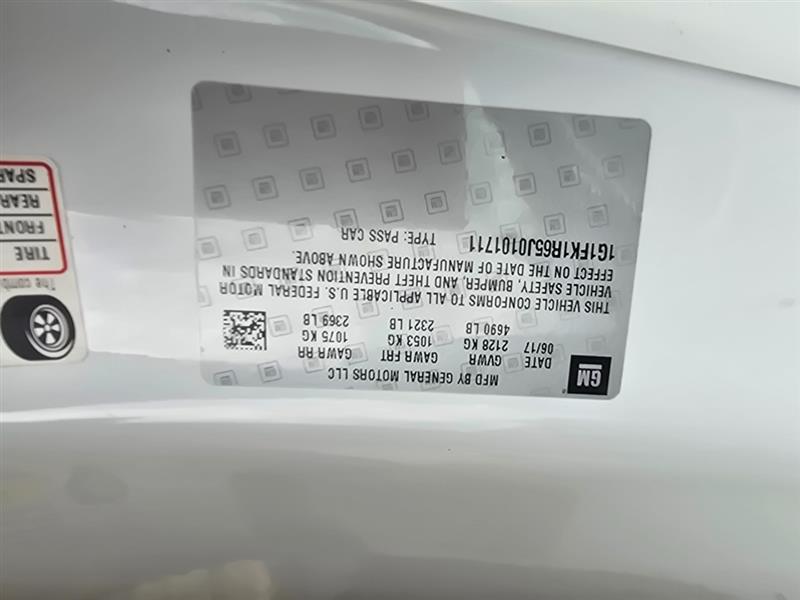 GM
MFD BY GENERAL MOTORS LLC
DATE GVWR GAWR FRT GAWR RR
06/17 2128 KG 1053 KG 1075 KG
4690 LB 2321 LB 2369 LB
THIS VEHICLE CONFORMS TO ALL APPLICABLE U.S. FEDERAL MOTOR
VEHICLE SAFETY, BUMPER, AND THEFT PREVENTION STANDARDS IN
EFFECT ON THE DATE OF MANUFACTURE SHOWN ABOVE.
1G1FK1R65J0101711 TYPE: PASS CAR
The comb
TIRE
FRONT
REAR
SPAR